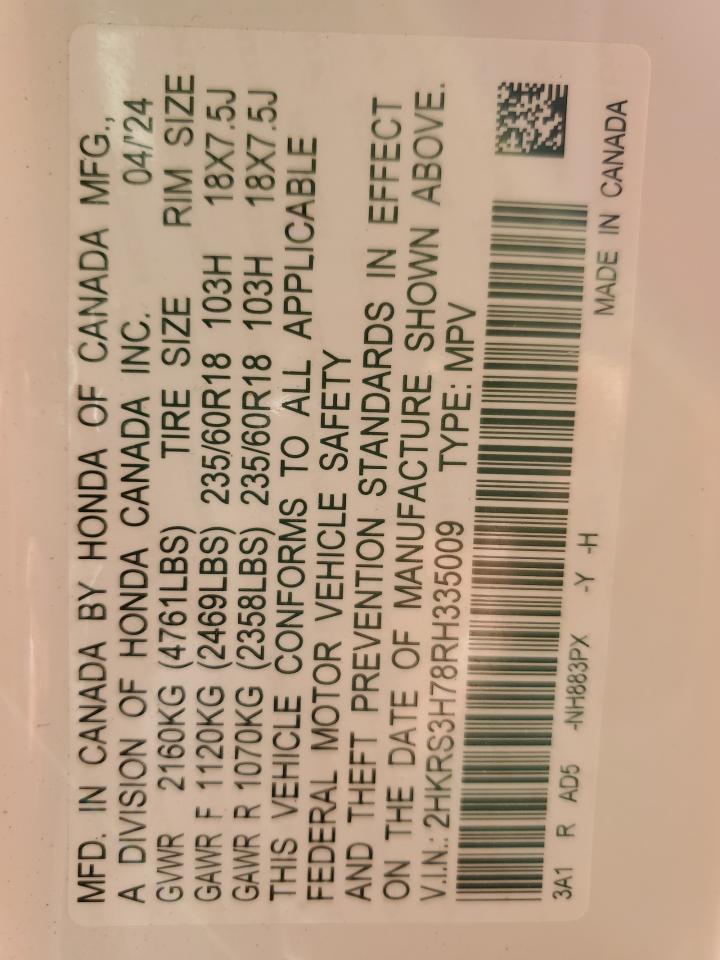 MFD. IN CANADA BY HONDA OF CANADA MFG.,
A DIVISION OF HONDA CANADA INC. 04/'24
GVWR 2160KG (4761LBS) TIRE SIZE RIM SIZE
GAWR F 1120KG (2469LBS) 235/60R18 103H 18X7.5J
GAWR R 1070KG (2358LBS) 235/60R18 103H 18X7.5J
THIS VEHICLE CONFORMS TO ALL APPLICABLE
FEDERAL MOTOR VEHICLE SAFETY
AND THEFT PREVENTION STANDARDS IN EFFECT
ON THE DATE OF MANUFACTURE SHOWN ABOVE.
V.I.N.: 2HKRS3H78RH335009 TYPE: MPV
3A1 R AD5 -NH883PX -Y -H
MADE IN CANADA